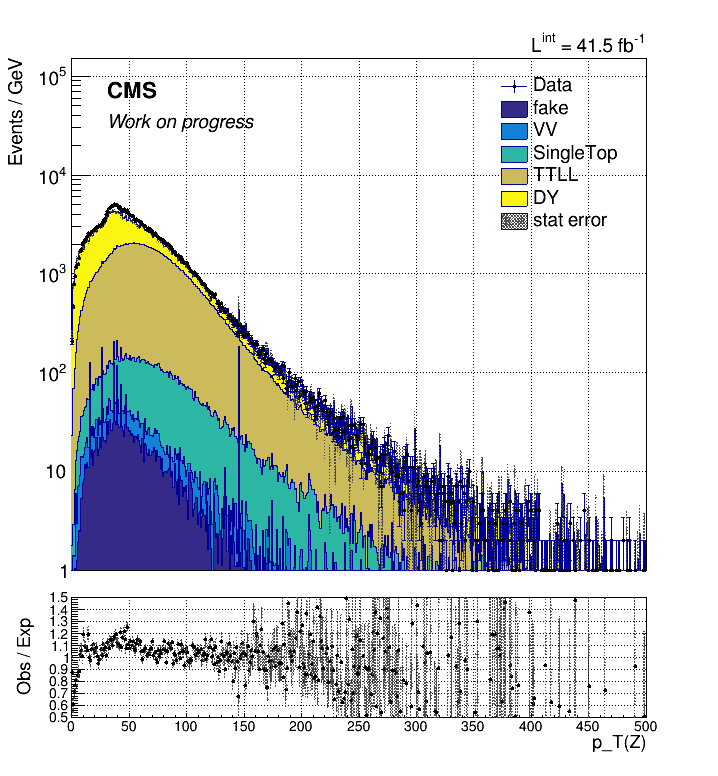 L^int = 41.5 fb^-1
Events / GeV
CMS
Work on progress
Data
fake
VV
SingleTop
TTLL
DY
stat error
10^5
10^4
10^3
10^2
10
1
Obs / Exp
1.5
1.4
1.3
1.2
1.1
1
0.9
0.8
0.7
0.6
0.5
0 50 100 150 200 250 300 350 400 450 500
p_T(Z)